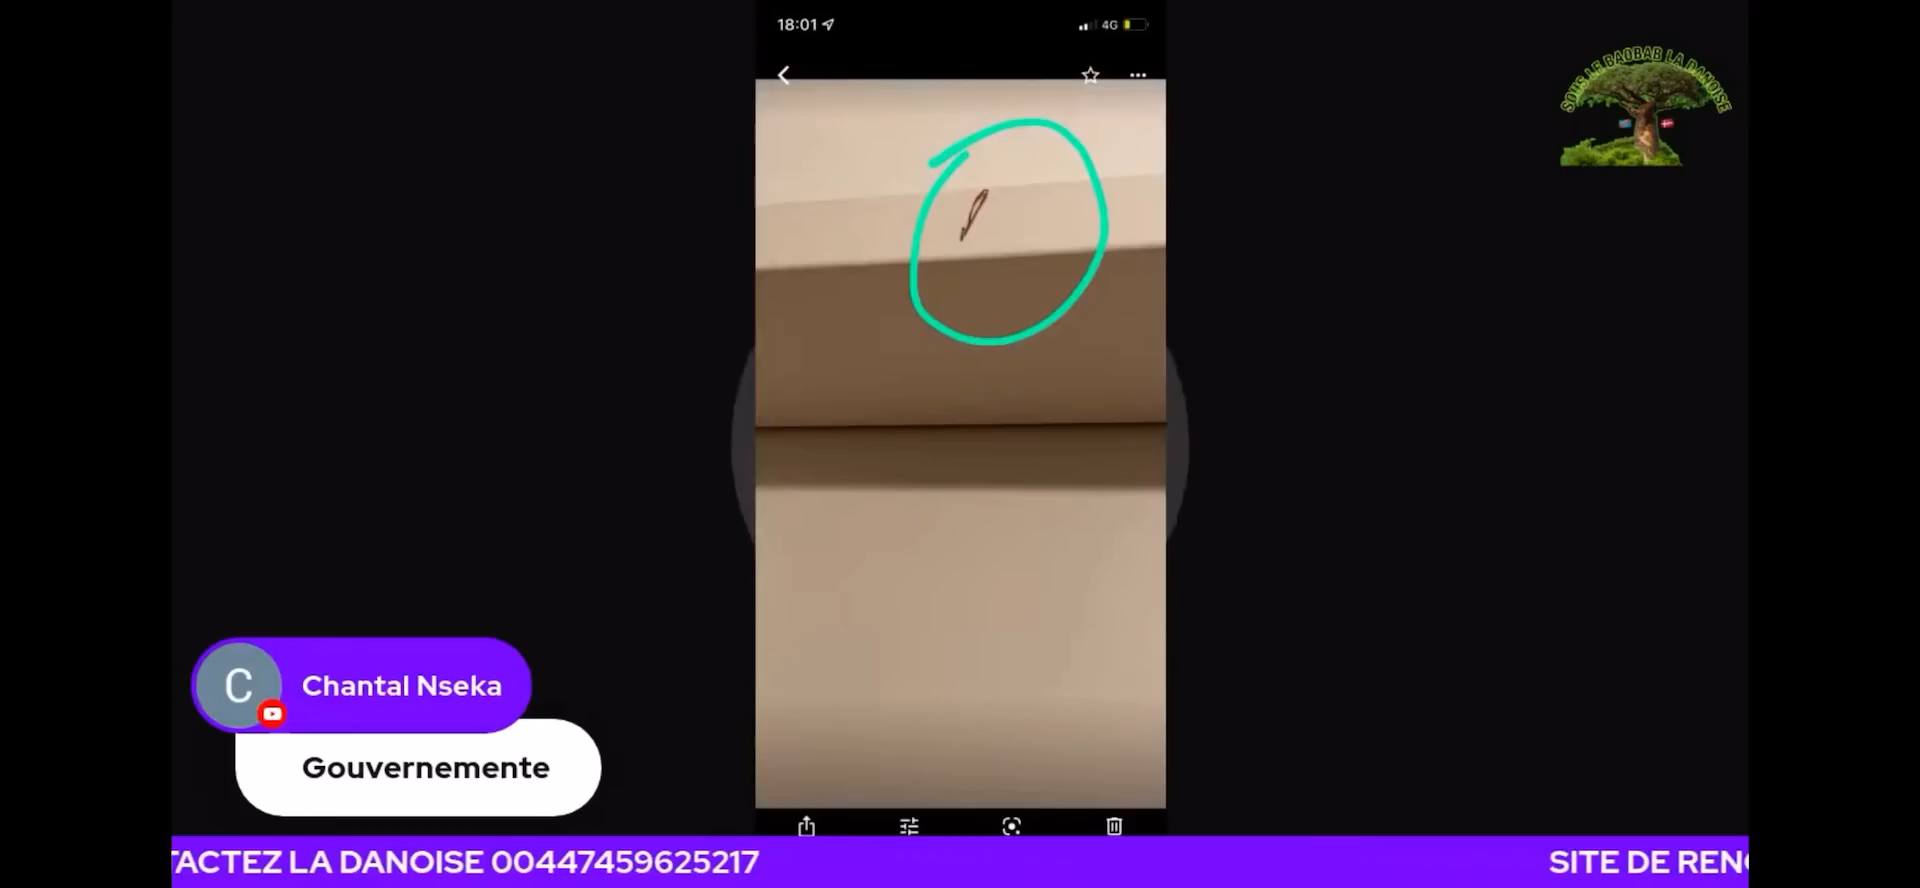 18:01
4G
SOUS LE BAOBAB LA DANOISE
C
Chantal Nseka
Gouvernemente
TACTEZ LA DANOISE 00447459625217
SITE DE REN